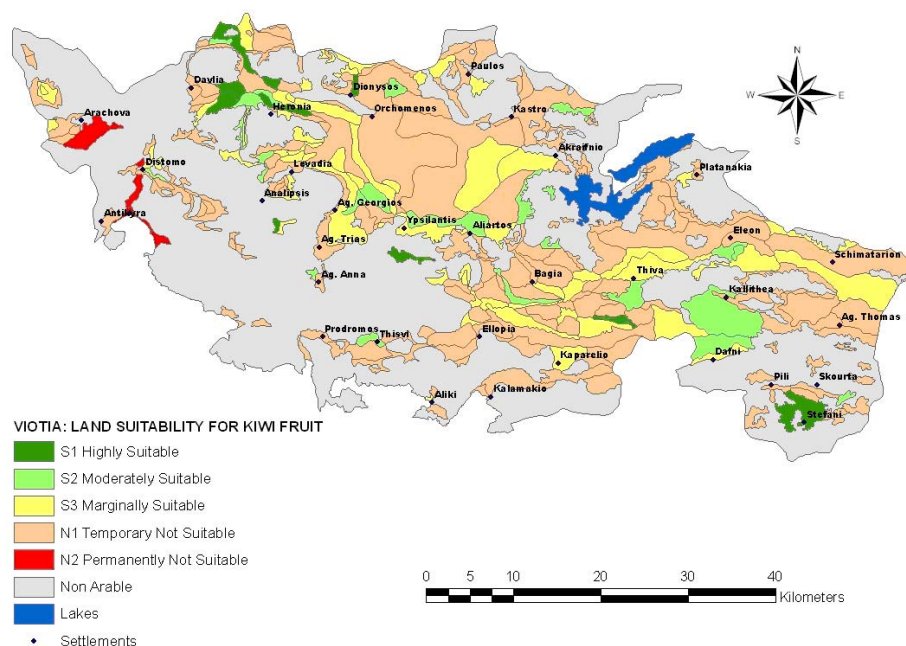 N
W E
S
Paulos
Davlia
Dionysos
Arachova
Heronia
Orchomenos
Kastro
Akraifnio
Distomo
Levadia
Platanakia
Analipsis
Ag. Georgios
Antikyra
Ypsilantis
Aliartos
Eleon
Ag. Trias
Schimatarion
Ag. Anna
Bagia
Thiva
Kallithea
Ag. Thomas
Prodromos
Thisvi
Ellopia
Kaparelio
Dafni
Pili
Skourta
Aliki
Kalamakio
Stefani
VIOTIA: LAND SUITABILITY FOR KIWI FRUIT
S1 Highly Suitable
S2 Moderately Suitable
S3 Marginally Suitable
N1 Temporary Not Suitable
N2 Permanently Not Suitable
Non Arable
Lakes
Settlements
0 5 10 20 30 40
Kilometers